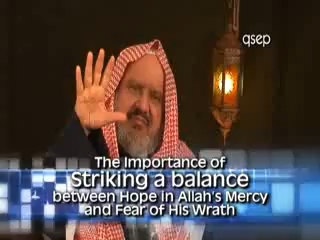 qsep
The Importance of
Striking a balance
between Hope in Allah's Mercy
and Fear of His Wrath